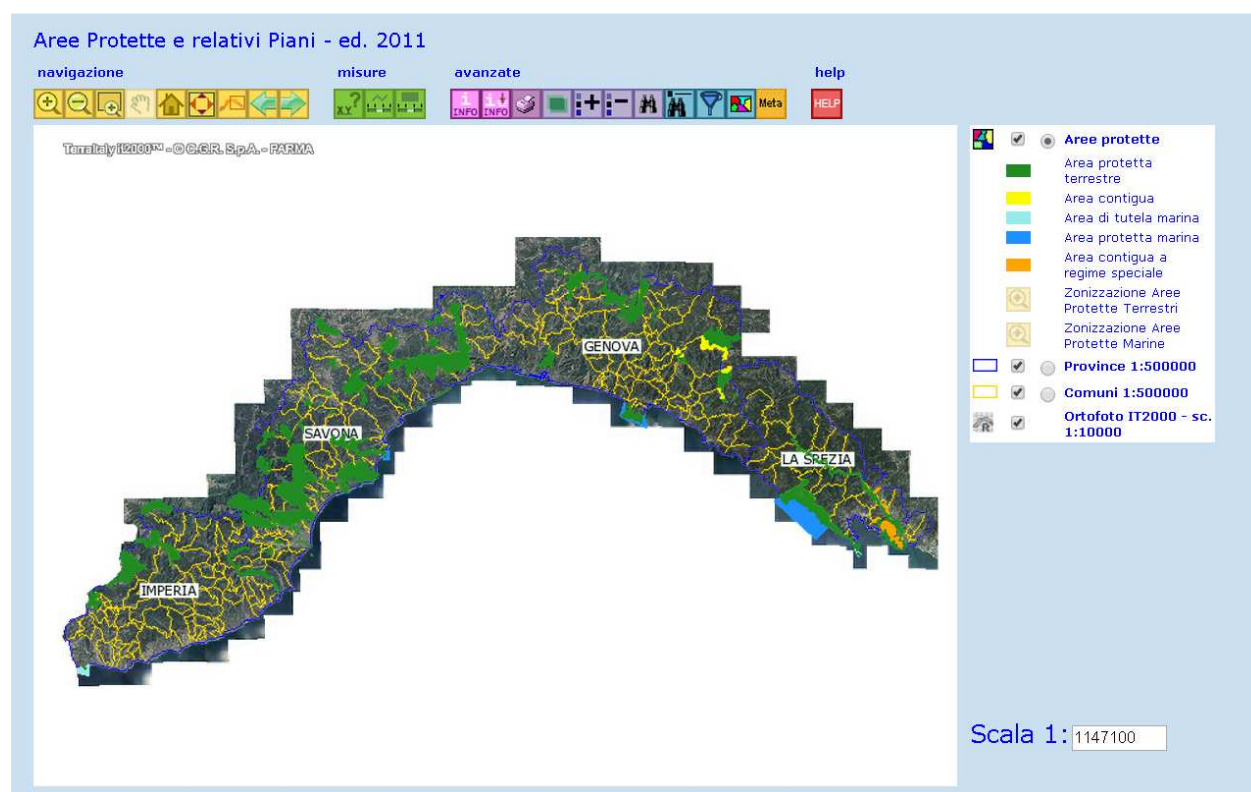 Aree Protette e relativi Piani - ed. 2011
navigazione
misure
avanzate
help
x,y?
i
INFO
i
INFO
Meta
HELP
TerraItaly it2000™ - © C.G.R. S.p.A. - PARMA
GENOVA
SAVONA
LA SPEZIA
IMPERIA
Aree protette
Area protetta
terrestre
Area contigua
Area di tutela marina
Area protetta marina
Area contigua a
regime speciale
Zonizzazione Aree
Protette Terrestri
Zonizzazione Aree
Protette Marine
Province 1:500000
Comuni 1:500000
R
Ortofoto IT2000 - sc.
1:10000
Scala 1:
1147100